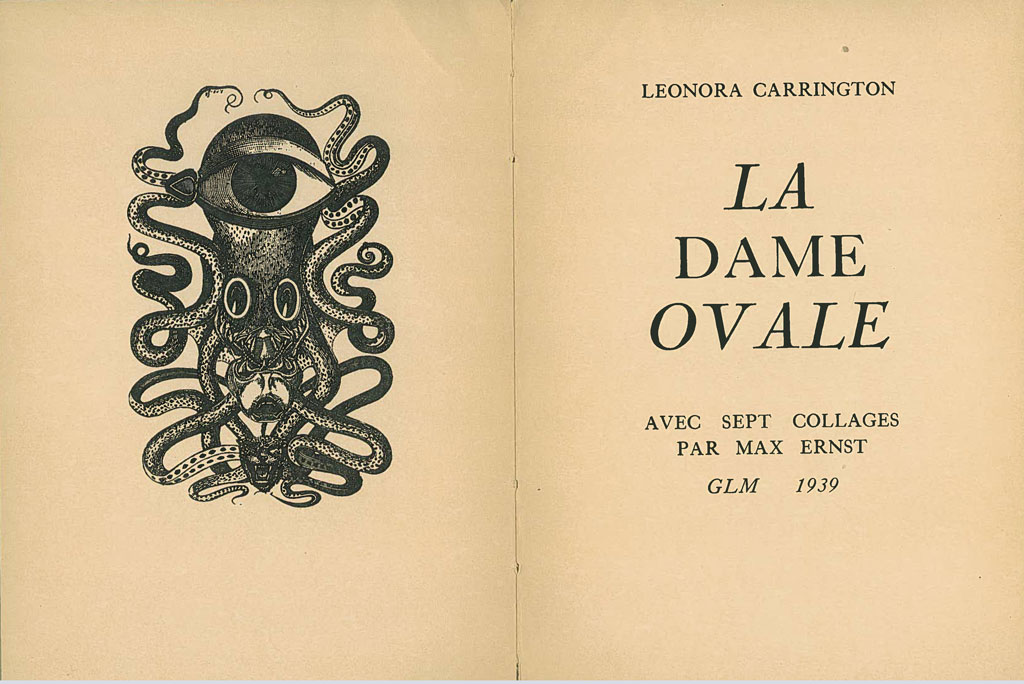 LEONORA CARRINGTON
LA
DAME
OVALE
AVEC SEPT COLLAGES
PAR MAX ERNST
GLM 1939